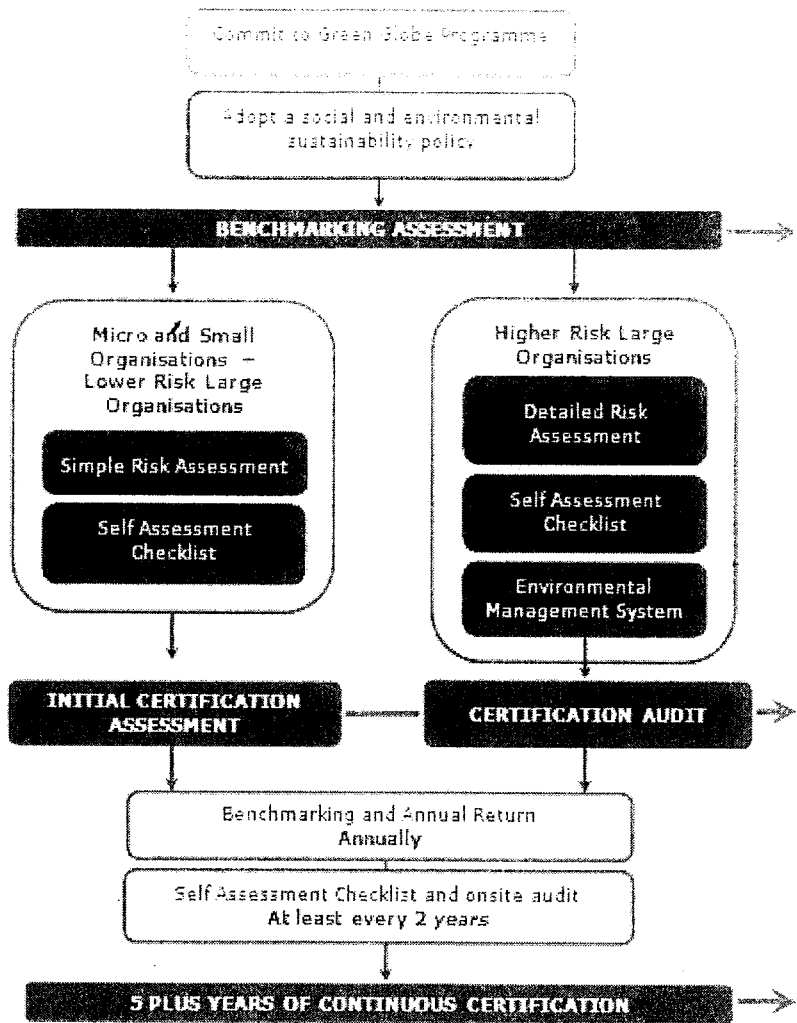 Commit to Green Globe Programme
Adopt a social and environmental
sustainability policy
BENCHMARKING ASSESSMENT
Micro and Small
Organisations –
Lower Risk Large
Organisations
Simple Risk Assessment
Self Assessment
Checklist
Higher Risk Large
Organisations
Detailed Risk
Assessment
Self Assessment
Checklist
Environmental
Management System
INITIAL CERTIFICATION
ASSESSMENT
CERTIFICATION AUDIT
Benchmarking and Annual Return
Annually
Self Assessment Checklist and onsite audit
At least every 2 years
5 PLUS YEARS OF CONTINUOUS CERTIFICATION